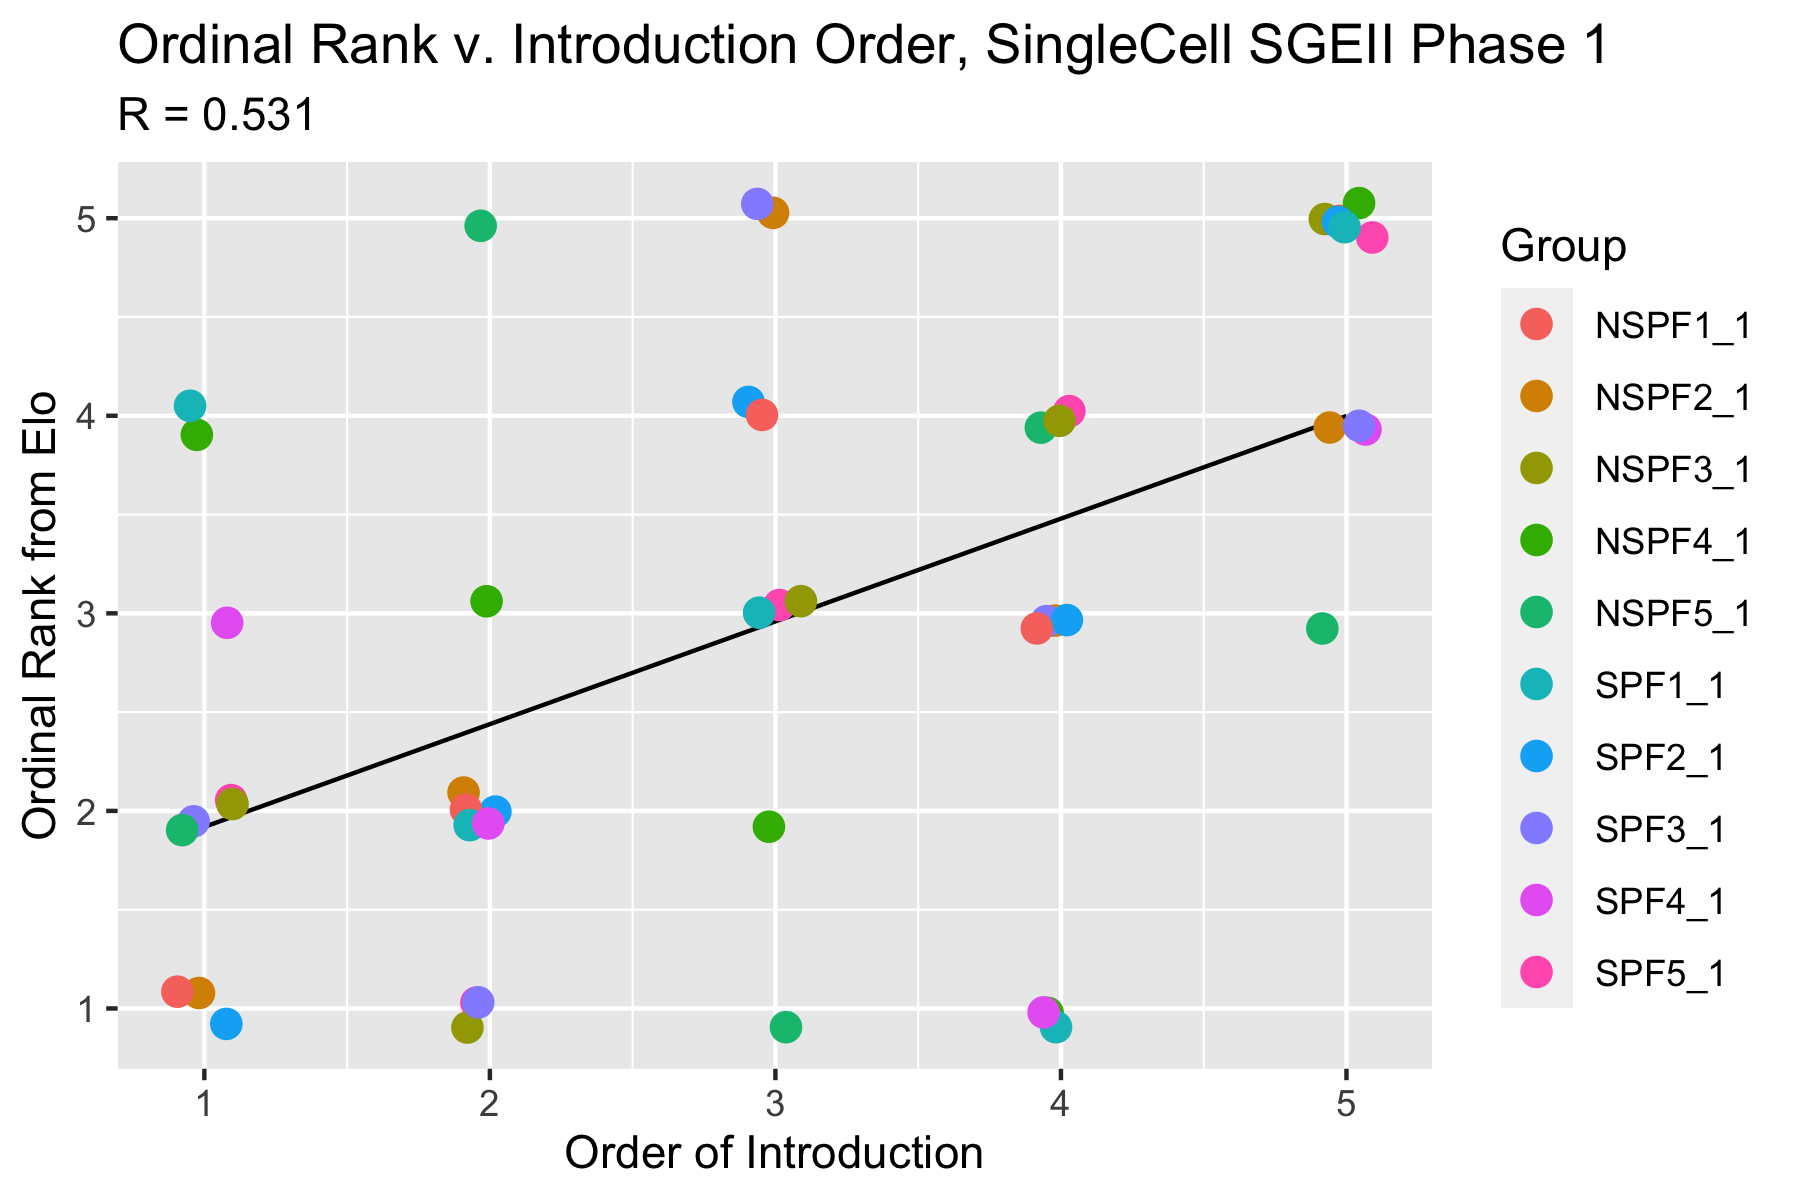 Ordinal Rank v. Introduction Order, SingleCell SGEII Phase 1
R = 0.531
Ordinal Rank from Elo
5
4
3
2
1
1 2 3 4 5
Order of Introduction
Group
NSPF1_1
NSPF2_1
NSPF3_1
NSPF4_1
NSPF5_1
SPF1_1
SPF2_1
SPF3_1
SPF4_1
SPF5_1